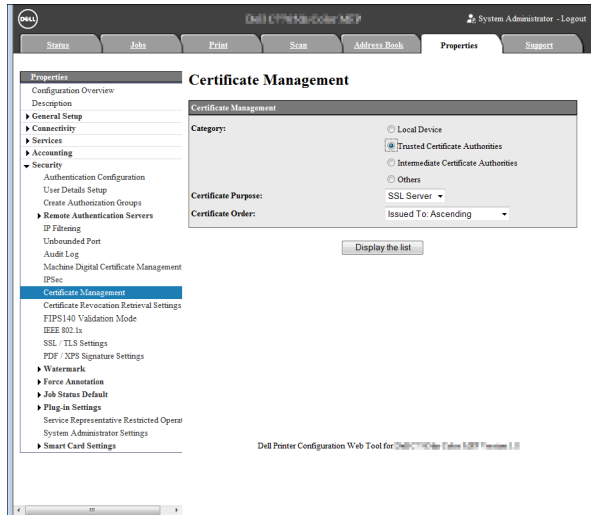 DELL
System Administrator - Logout
Status Jobs Print Scan Address Book Properties Support
Properties
Configuration Overview
Description
General Setup
Connectivity
Services
Accounting
Security
Authentication Configuration
User Details Setup
Create Authorization Groups
Remote Authentication Servers
IP Filtering
Unbounded Port
Audit Log
Machine Digital Certificate Management
IPSec
Certificate Management
Certificate Revocation Retrieval Settings
FIPS140 Validation Mode
IEEE 802.1x
SSL / TLS Settings
PDF / XPS Signature Settings
Watermark
Force Annotation
Job Status Default
Plug-in Settings
Service Representative Restricted Operat
System Administrator Settings
Smart Card Settings
Certificate Management
Certificate Management
Category:
Local Device
Trusted Certificate Authorities
Intermediate Certificate Authorities
Others
Certificate Purpose: SSL Server
Certificate Order: Issued To: Ascending
Display the list
Dell Printer Configuration Web Tool for